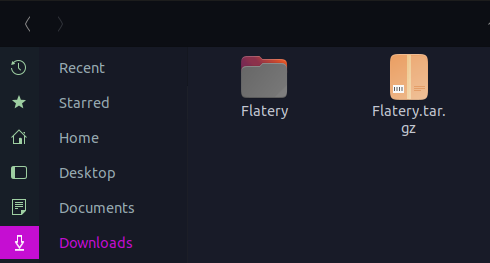 Recent
Starred
Home
Desktop
Documents
Downloads
Flatery
Flatery.tar.
gz